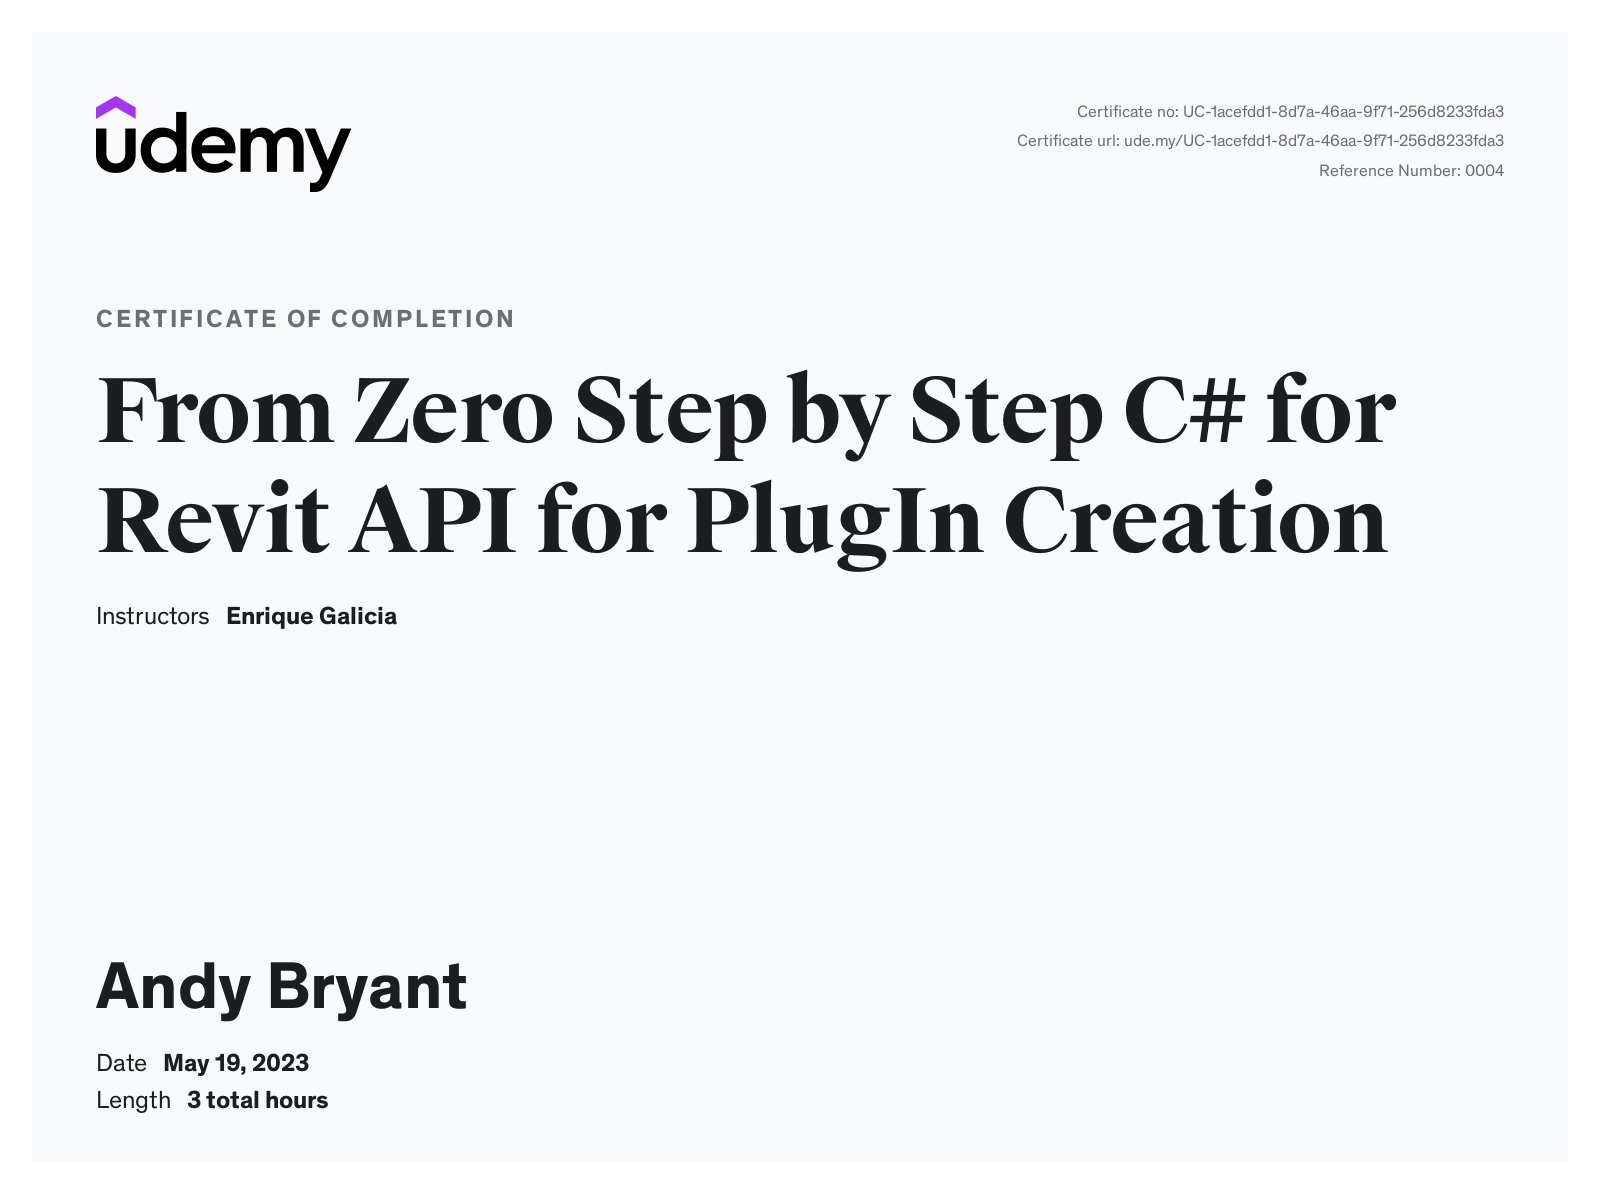 udemy
Certificate no: UC-1acefdd1-8d7a-46aa-9f71-256d8233fda3
Certificate url: ude.my/UC-1acefdd1-8d7a-46aa-9f71-256d8233fda3
Reference Number: 0004
CERTIFICATE OF COMPLETION
From Zero Step by Step C# for
Revit API for PlugIn Creation
Instructors Enrique Galicia
Andy Bryant
Date May 19, 2023
Length 3 total hours